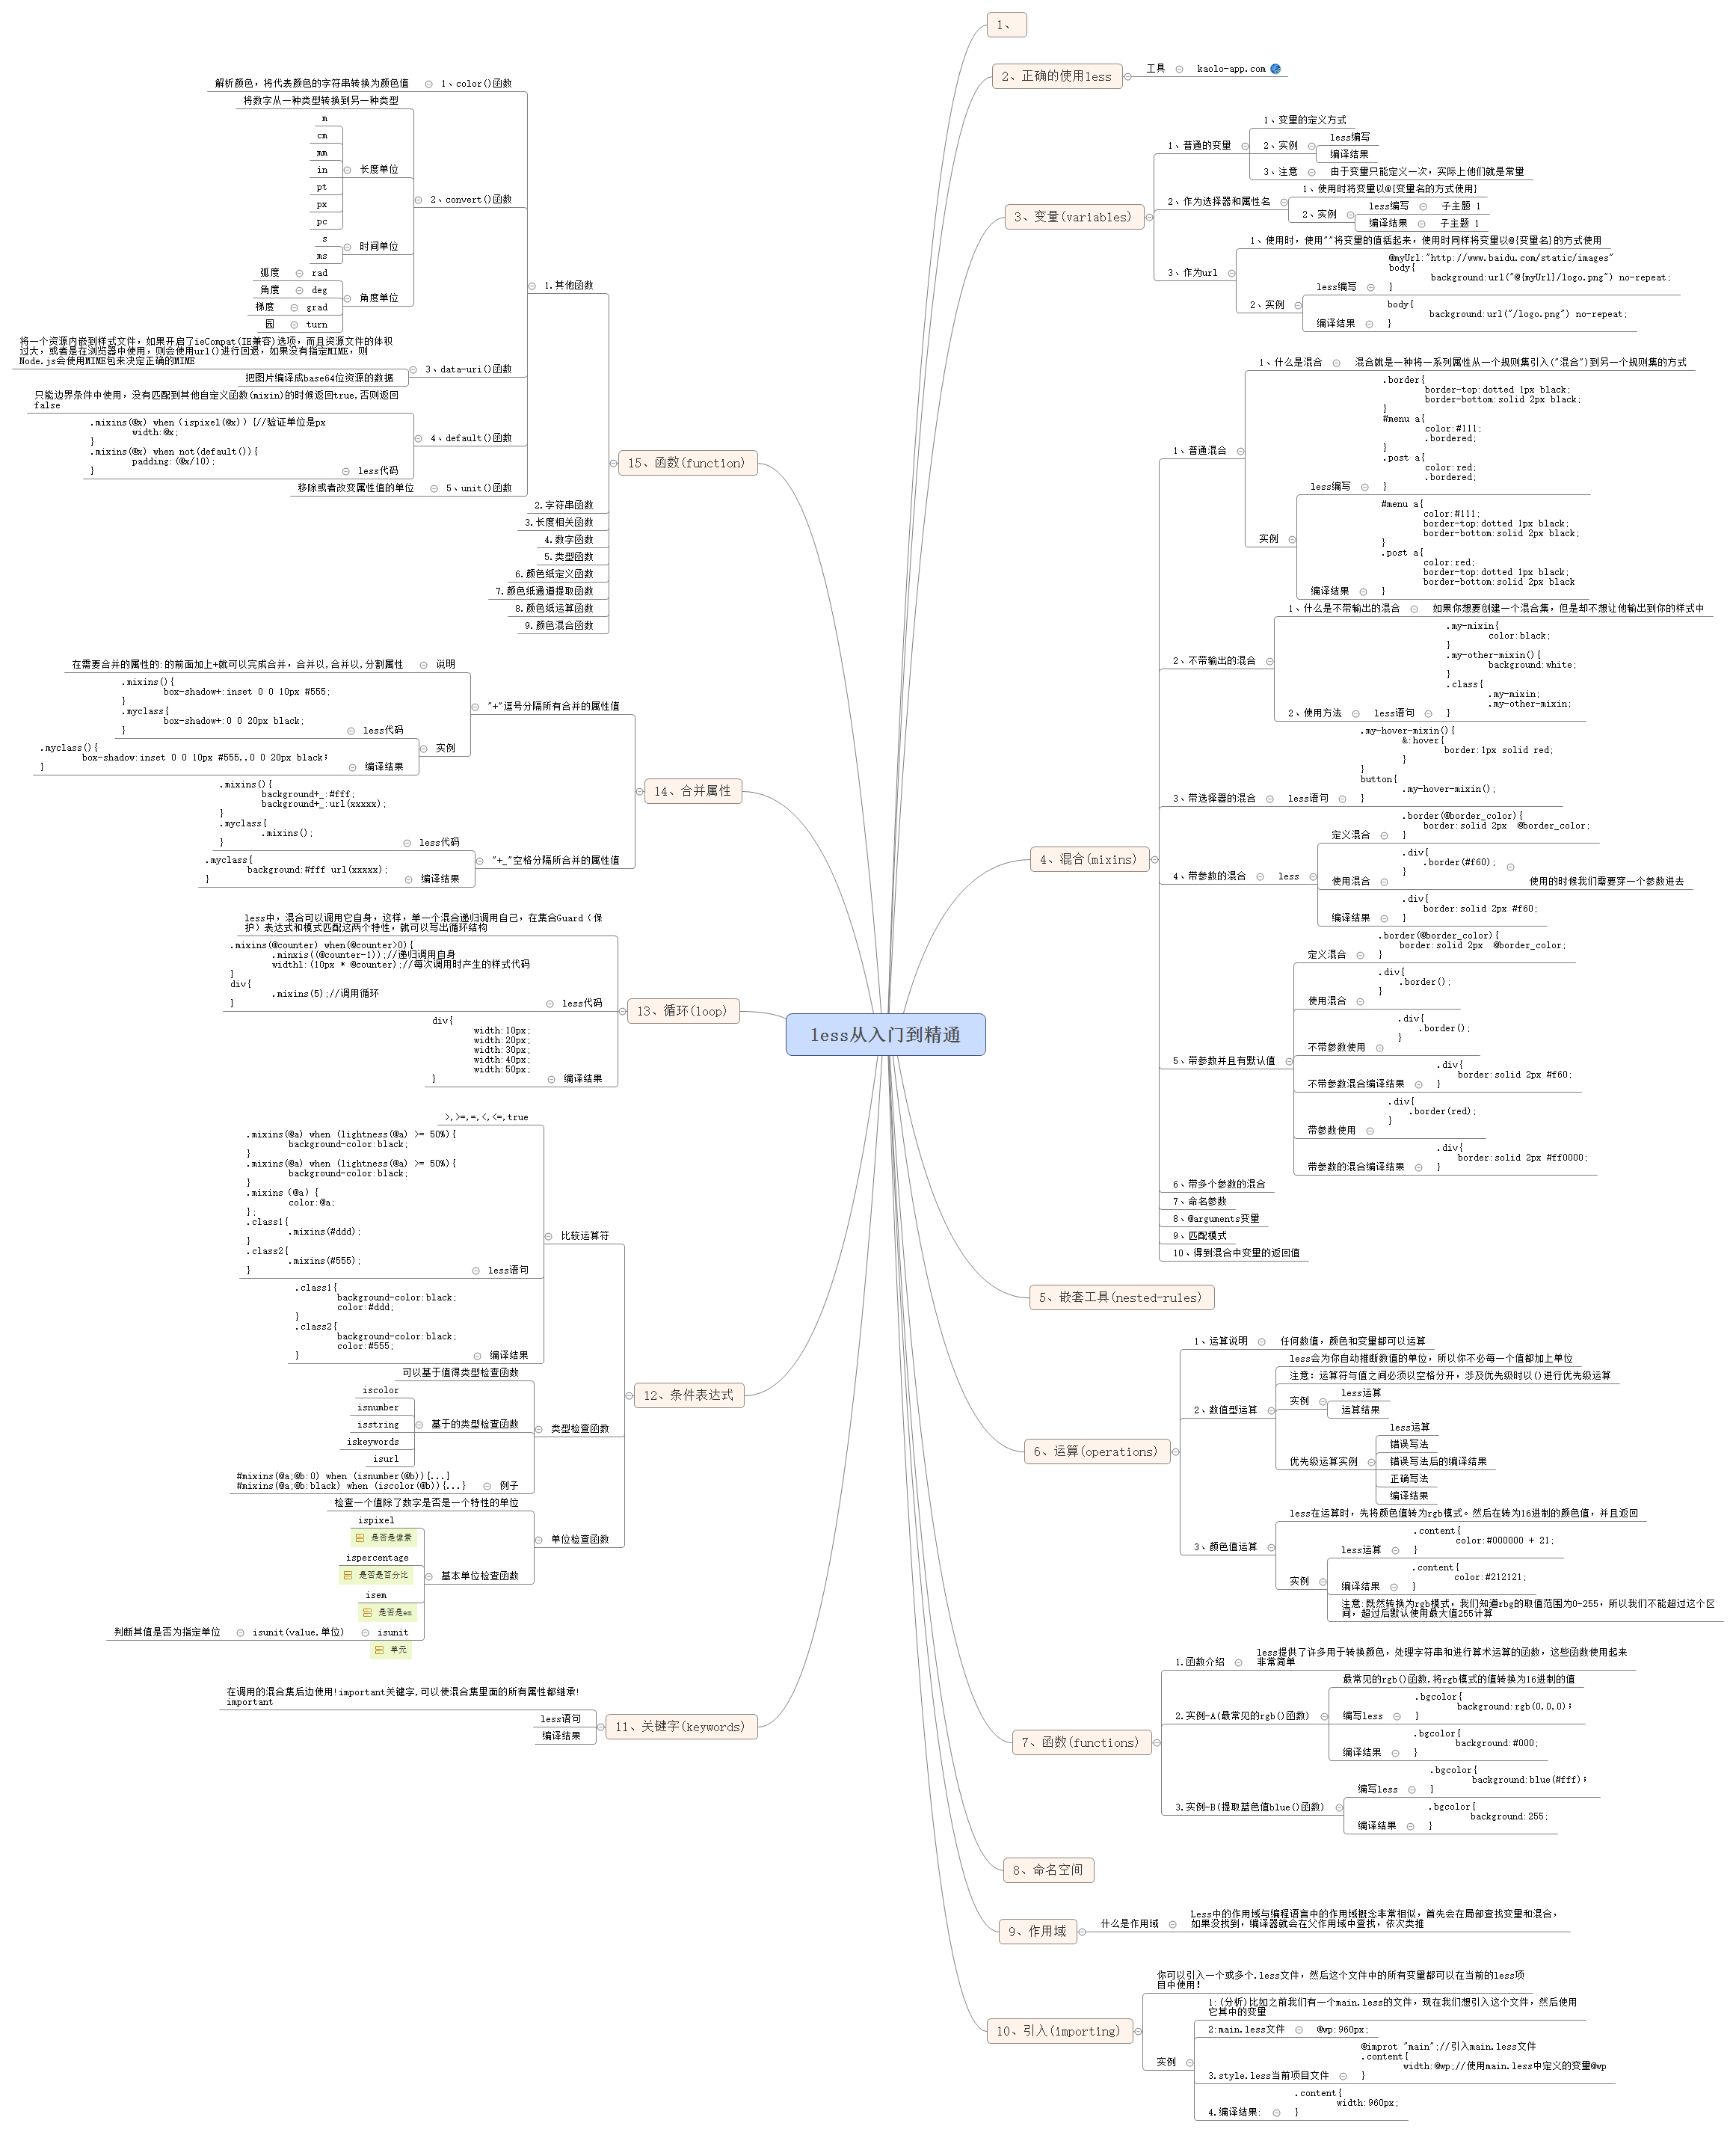 less从入门到精通
1、
2、正确的使用less
工具
kaolo-app.com
3、变量(variables)
1、普通的变量
1、变量的定义方式
2、实例
less编写
编译结果
3、注意
由于变量只能定义一次，实际上他们就是常量
2、作为选择器和属性名
1、使用时将变量以@{变量名的方式使用}
2、实例
less编写
子主题 1
编译结果
子主题 1
3、作为url
1、使用时，使用""将变量的值括起来，使用时同样将变量以@{变量名}的方式使用
2、实例
less编写
@myUrl:"http://www.baidu.com/static/images"
body{
background:url("@{myUrl}/logo.png") no-repeat;
}
编译结果
body{
background:url("/logo.png") no-repeat;
}
4、混合(mixins)
1、普通混合
1、什么是混合
混合就是一种将一系列属性从一个规则集引入("混合")到另一个规则集的方式
实例
less编写
.border{
border-top:dotted 1px black;
border-bottom:solid 2px black;
}
#menu a{
color:#111;
.bordered;
}
.post a{
color:red;
.bordered;
}
编译结果
#menu a{
color:#111;
border-top:dotted 1px black;
border-bottom:solid 2px black;
}
.post a{
color:red;
border-top:dotted 1px black;
border-bottom:solid 2px black
}
2、不带输出的混合
1、什么是不带输出的混合
如果你想要创建一个混合集，但是却不想让他输出到你的样式中
2、使用方法
less语句
.my-mixin{
color:black;
}
.my-other-mixin(){
background:white;
}
.class{
.my-mixin;
.my-other-mixin;
}
3、带选择器的混合
less语句
.my-hover-mixin(){
&:hover{
border:1px solid red;
}
}
button{
.my-hover-mixin();
}
4、带参数的混合
less
定义混合
.border(@border_color){
border:solid 2px  @border_color;
}
使用混合
.div{
.border(#f60);
}
使用的时候我们需要穿一个参数进去
编译结果
.div{
border:solid 2px #f60;
}
5、带参数并且有默认值
定义混合
.border(@border_color){
border:solid 2px  @border_color;
}
使用混合
.div{
.border();
}
不带参数使用
.div{
.border();
}
不带参数混合编译结果
.div{
border:solid 2px #f60;
}
带参数使用
.div{
.border(red);
}
带参数的混合编译结果
.div{
border:solid 2px #ff0000;
}
6、带多个参数的混合
7、命名参数
8、@arguments变量
9、匹配模式
10、得到混合中变量的返回值
5、嵌套工具(nested-rules)
6、运算(operations)
1、运算说明
任何数值，颜色和变量都可以运算
2、数值型运算
less会为你自动推断数值的单位，所以你不必每一个值都加上单位
注意：运算符与值之间必须以空格分开，涉及优先级时以()进行优先级运算
实例
less运算
运算结果
优先级运算实例
less运算
错误写法
错误写法后的编译结果
正确写法
编译结果
3、颜色值运算
less在运算时，先将颜色值转为rgb模式。然后在转为16进制的颜色值，并且返回
实例
less运算
.content{
color:#000000 + 21;
}
编译结果
.content{
color:#212121;
}
注意:既然转换为rgb模式，我们知道rbg的取值范围为0-255，所以我们不能超过这个区
间，超过后默认使用最大值255计算
7、函数(functions)
1.函数介绍
less提供了许多用于转换颜色，处理字符串和进行算术运算的函数，这些函数使用起来
非常简单
2.实例-A(最常见的rgb()函数)
最常见的rgb()函数,将rgb模式的值转换为16进制的值
编写less
.bgcolor{
background:rgb(0,0,0);
}
编译结果
.bgcolor{
background:#000;
}
3.实例-B(提取蓝色值blue()函数)
编写less
.bgcolor{
background:blue(#fff);
}
编译结果
.bgcolor{
background:255;
}
8、命名空间
9、作用域
什么是作用域
Less中的作用域与编程语言中的作用域概念非常相似，首先会在局部查找变量和混合，
如果没找到，编译器就会在父作用域中查找，依次类推
10、引入(importing)
你可以引入一个或多个.less文件，然后这个文件中的所有变量都可以在当前的less项
目中使用!
实例
1:(分析)比如之前我们有一个main.less的文件，现在我们想引入这个文件，然后使用
它其中的变量
2:main.less文件
@wp:960px;
3.style.less当前项目文件
@improt "main";//引入main.less文件
.content{
width:@wp;//使用main.less中定义的变量@wp
}
4.编译结果:
.content{
width:960px;
}
11、关键字(keywords)
在调用的混合集后边使用!important关键字,可以使混合集里面的所有属性都继承!
important
less语句
编译结果
12、条件表达式
比较运算符
>,>=,=,<,<=,true
less语句
.mixins(@a) when (lightness(@a) >= 50%){
background-color:black;
}
.mixins(@a) when (lightness(@a) >= 50%){
background-color:black;
}
.mixins (@a) {
color:@a;
};
.class1{
.mixins(#ddd);
}
.class2{
.mixins(#555);
}
编译结果
.class1{
background-color:black;
color:#ddd;
}
.class2{
background-color:black;
color:#555;
}
类型检查函数
可以基于值得类型检查函数
基于的类型检查函数
iscolor
isnumber
isstring
iskeywords
isurl
例子
#mixins(@a;@b:0) when (isnumber(@b)){...}
#mixins(@a;@b:black) when (iscolor(@b)){...}
单位检查函数
检查一个值除了数字是否是一个特性的单位
基本单位检查函数
ispixel
是否是像素
ispercentage
是否是百分比
isem
是否是em
isunit
单元
isunit(value,单位)
判断其值是否为指定单位
13、循环(loop)
less中，混合可以调用它自身，这样，单一个混合递归调用自己，在集合Guard（保
护）表达式和模式匹配这两个特性，就可以写出循环结构
less代码
.mixins(@counter) when(@counter>0){
.minxis((@counter-1));//递归调用自身
widthl:(10px * @counter);//每次调用时产生的样式代码
}
div{
.mixins(5);//调用循环
}
编译结果
div{
width:10px;
width:20px;
width:30px;
width:40px;
width:50px;
}
14、合并属性
"+"逗号分隔所有合并的属性值
说明
在需要合并的属性的:的前面加上+就可以完成合并，合并以,合并以,分割属性
实例
less代码
.mixins(){
box-shadow+:inset 0 0 10px #555;
}
.myclass{
box-shadow+:0 0 20px black;
}
编译结果
.myclass(){
box-shadow:inset 0 0 10px #555,,0 0 20px black;
}
"+_"空格分隔所合并的属性值
less代码
.mixins(){
background+_:#fff;
background+_:url(xxxxx);
}
.myclass{
.mixins();
}
编译结果
.myclass{
background:#fff url(xxxxx);
}
15、函数(function)
1.其他函数
1、color()函数
解析颜色，将代表颜色的字符串转换为颜色值
2、convert()函数
将数字从一种类型转换到另一种类型
长度单位
m
cm
mm
in
pt
px
pc
时间单位
s
ms
角度单位
rad
弧度
deg
角度
grad
梯度
turn
园
3、data-uri()函数
将一个资源内嵌到样式文件，如果开启了ieCompat(IE兼容)选项，而且资源文件的体积
过大，或者是在浏览器中使用，则会使用url()进行回退，如果没有指定MIME，则
Node.js会使用MIME包来决定正确的MIME
把图片编译成base64位资源的数据
4、default()函数
只能边界条件中使用，没有匹配到其他自定义函数(mixin)的时候返回true,否则返回
false
less代码
.mixins(@x) when（ispixel(@x)）{//验证单位是px
width:@x;
}
.mixins(@x) when not(default()){
padding:(@x/10);
}
5、unit()函数
移除或者改变属性值的单位
2.字符串函数
3.长度相关函数
4.数字函数
5.类型函数
6.颜色纸定义函数
7.颜色纸通道提取函数
8.颜色纸运算函数
9.颜色混合函数